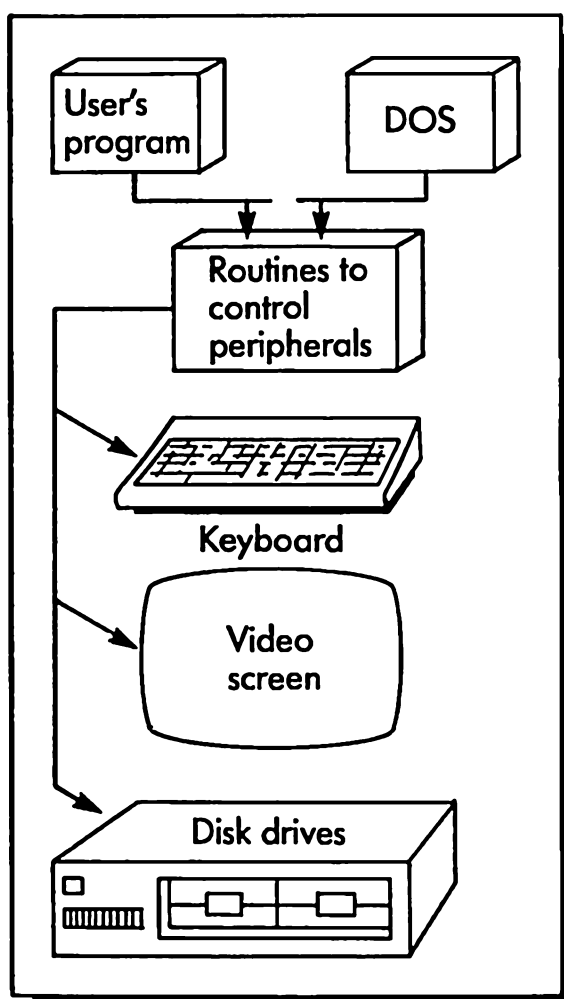 User's
program
DOS
Routines to
control
peripherals
Keyboard
Video
screen
Disk drives